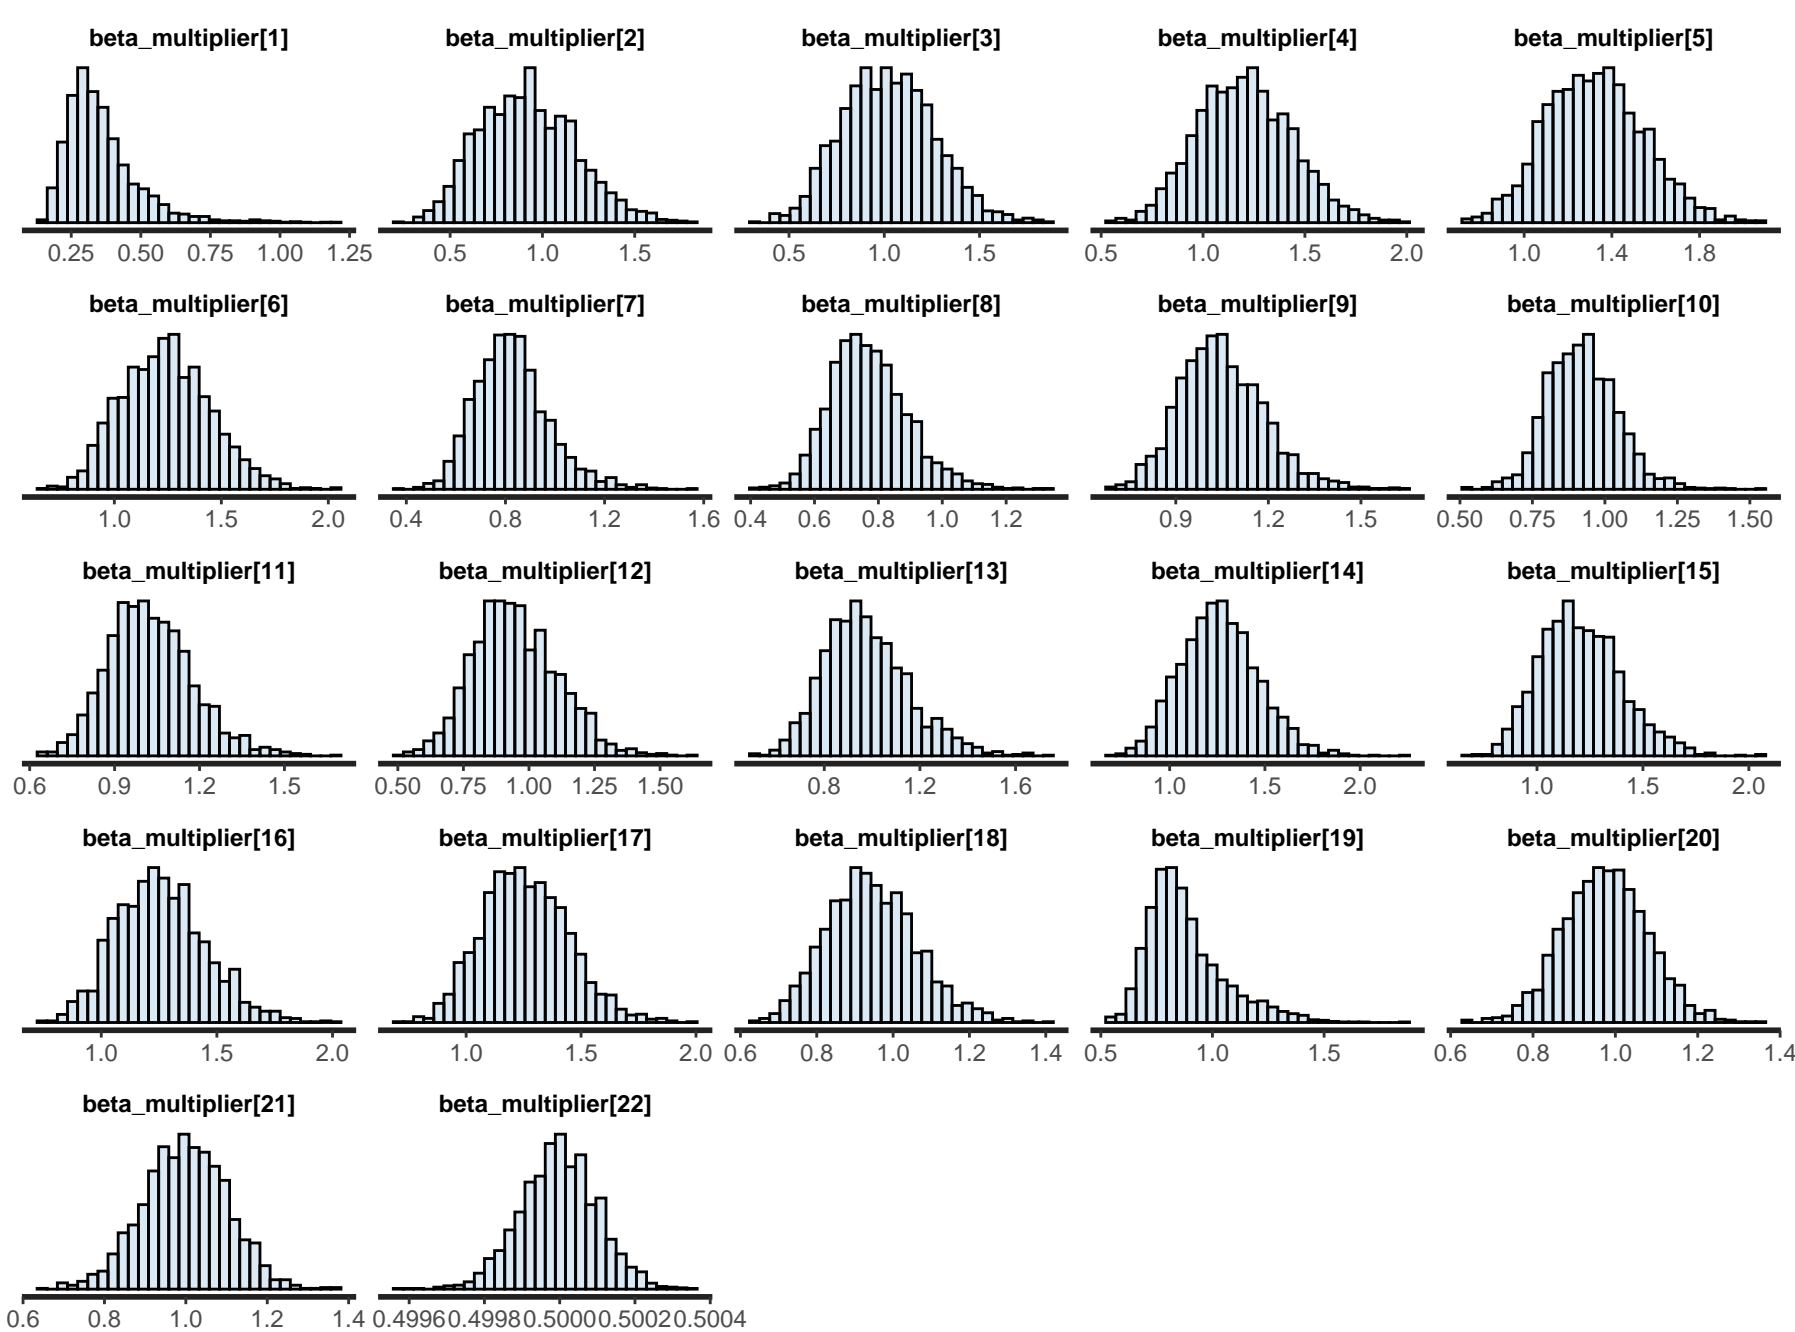 beta_multiplier[1] beta_multiplier[2] beta_multiplier[3] beta_multiplier[4] beta_multiplier[5]
0.25 0.50 0.75 1.00 1.25 0.5 1.0 1.5 0.5 1.0 1.5 0.5 1.0 1.5 2.0 1.0 1.4 1.8
beta_multiplier[6] beta_multiplier[7] beta_multiplier[8] beta_multiplier[9] beta_multiplier[10]
1.0 1.5 2.0 0.4 0.8 1.2 1.6 0.4 0.6 0.8 1.0 1.2 0.9 1.2 1.5 0.50 0.75 1.00 1.25 1.50
beta_multiplier[11] beta_multiplier[12] beta_multiplier[13] beta_multiplier[14] beta_multiplier[15]
0.6 0.9 1.2 1.5 0.50 0.75 1.00 1.25 1.50 0.8 1.2 1.6 1.0 1.5 2.0 1.0 1.5 2.0
beta_multiplier[16] beta_multiplier[17] beta_multiplier[18] beta_multiplier[19] beta_multiplier[20]
1.0 1.5 2.0 1.0 1.5 2.0 0.6 0.8 1.0 1.2 1.4 0.5 1.0 1.5 0.6 0.8 1.0 1.2 1.4
beta_multiplier[21] beta_multiplier[22]
0.6 0.8 1.0 1.2 1.4 0.4996 0.4998 0.5000 0.5002 0.5004